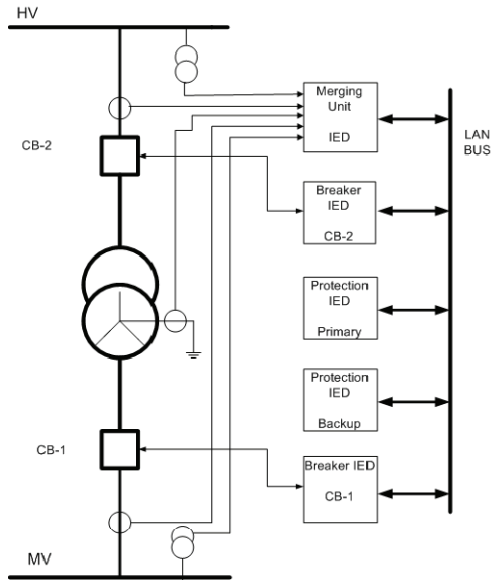 HV
Merging
Unit
IED
LAN
BUS
CB-2
Breaker
IED
CB-2
Protection
IED
Primary
Protection
IED
Backup
CB-1
Breaker IED
CB-1
MV